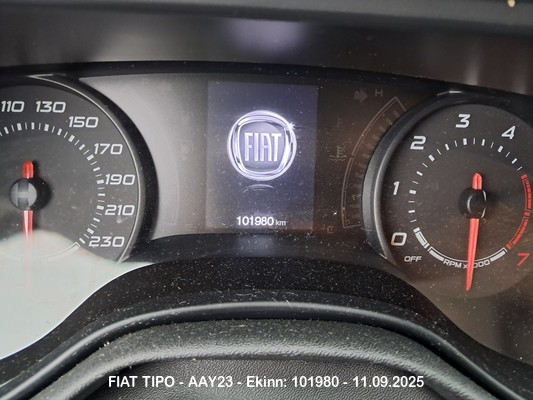 110 130 150 170 190 210 230
FIAT
101980 km
H
0 1 2 3 4 7
OFF
RPM x 1000
FIAT TIPO - AAY23 - Ekinn: 101980 - 11.09.2025